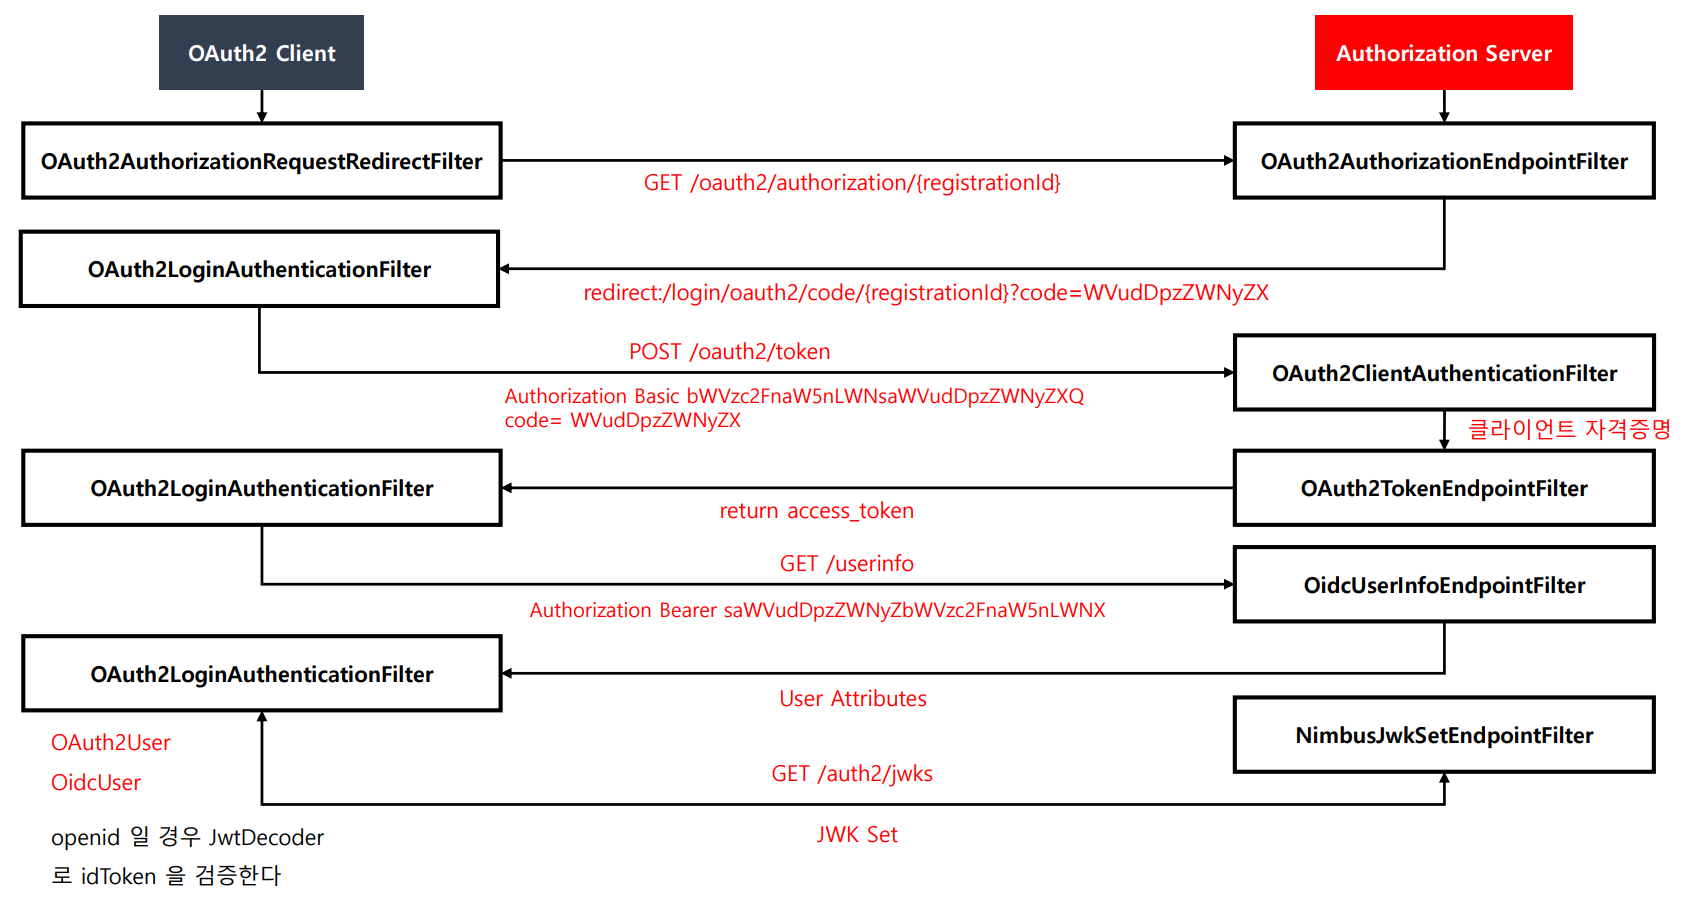 OAuth2 Client
Authorization Server
OAuth2AuthorizationRequestRedirectFilter
OAuth2AuthorizationEndpointFilter
GET /oauth2/authorization/{registrationId}
OAuth2LoginAuthenticationFilter
redirect:/login/oauth2/code/{registrationId}?code=WVudDpzZWNyZX
POST /oauth2/token
OAuth2ClientAuthenticationFilter
Authorization Basic bWVzc2FnaW5nLWNsaWVudDpzZWNyZXQ
code= WVudDpzZWNyZX
클라이언트 자격증명
OAuth2LoginAuthenticationFilter
OAuth2TokenEndpointFilter
return access_token
GET /userinfo
OidcUserInfoEndpointFilter
Authorization Bearer saWVudDpzZWNyZbWVzc2FnaW5nLWNX
OAuth2LoginAuthenticationFilter
User Attributes
NimbusJwkSetEndpointFilter
OAuth2User
GET /auth2/jwks
OidcUser
JWK Set
openid 일 경우 JwtDecoder
로 idToken 을 검증한다